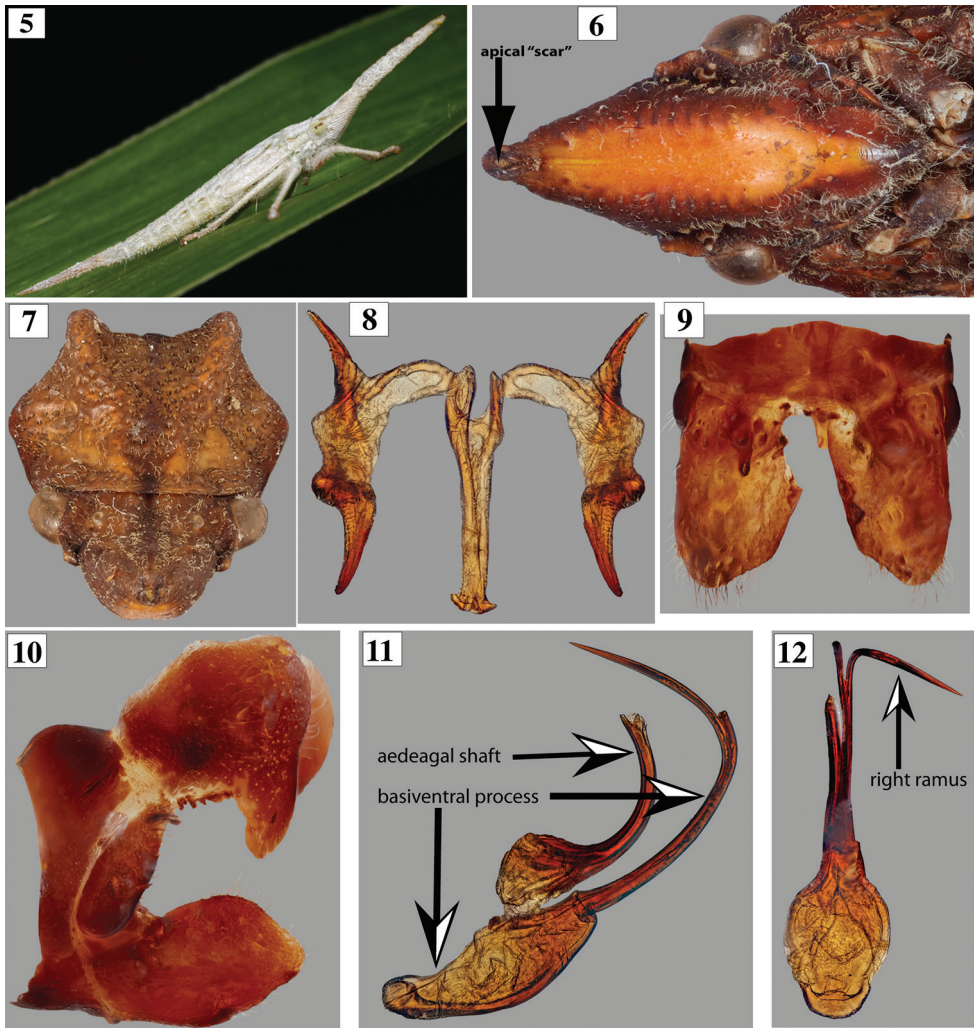 5
6
apical “scar”
7
8
9
10
11
aedeagal shaft
basiventral process
12
right ramus